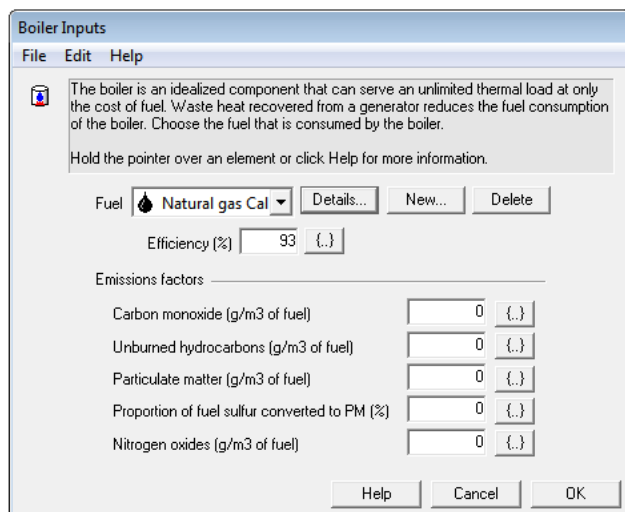 Boiler Inputs
File Edit Help
The boiler is an idealized component that can serve an unlimited thermal load at only
the cost of fuel. Waste heat recovered from a generator reduces the fuel consumption
of the boiler. Choose the fuel that is consumed by the boiler.
Hold the pointer over an element or click Help for more information.
Fuel Natural gas Cal Details... New... Delete
Efficiency (%) 93 {..}
Emissions factors
Carbon monoxide (g/m3 of fuel) 0 {..}
Unburned hydrocarbons (g/m3 of fuel) 0 {..}
Particulate matter (g/m3 of fuel) 0 {..}
Proportion of fuel sulfur converted to PM (%) 0 {..}
Nitrogen oxides (g/m3 of fuel) 0 {..}
Help Cancel OK